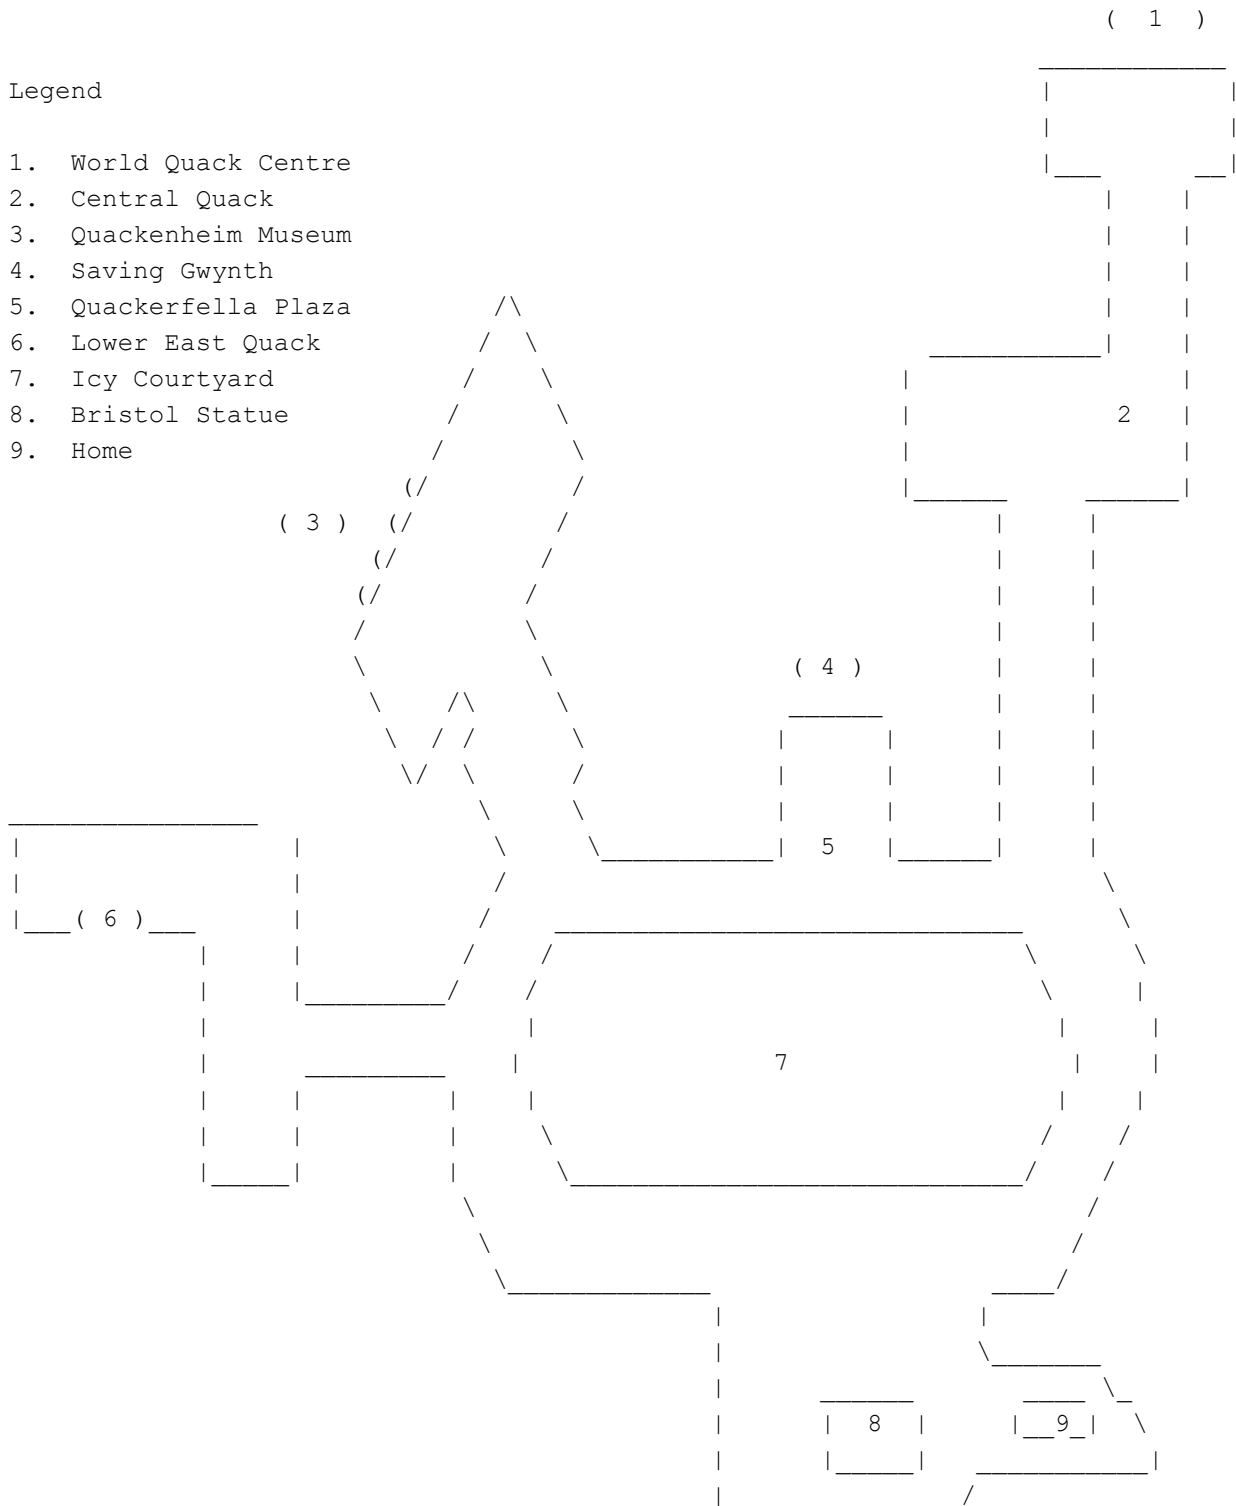 ( 1 )
Legend
1. World Quack Centre
2. Central Quack
3. Quackenheim Museum
4. Saving Gwynth
5. Quackerfella Plaza
6. Lower East Quack
7. Icy Courtyard
8. Bristol Statue
9. Home
2
( 3 )
( 4 )
5
( 6 )
7
8
9